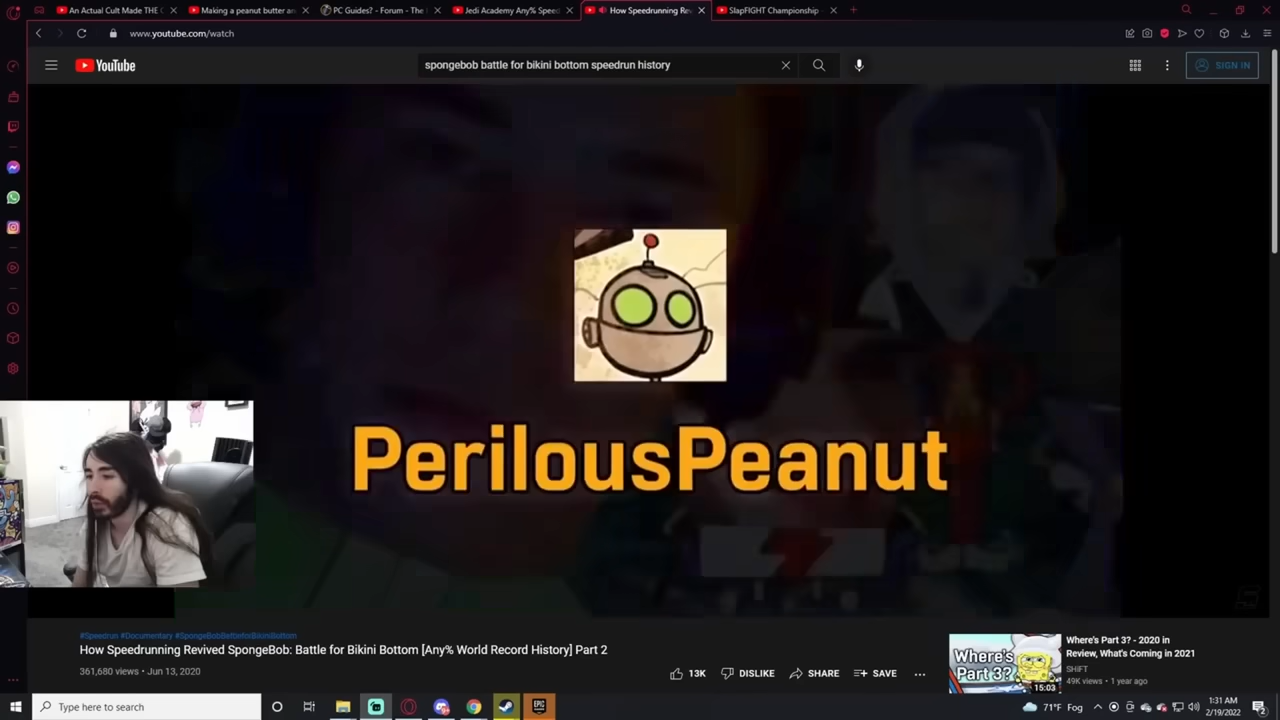 An Actual Cult Made THE
Making a peanut butter an
PC Guides? - Forum - The
Jedi Academy Any% Speed
How Speedrunning Re
SlapFIGHT Championship
www.youtube.com/watch
YouTube
spongebob battle for bikini bottom speedrun history
SIGN IN
PerilousPeanut
#Speedrun #Documentary #SpongeBobBattleforBikiniBottom
How Speedrunning Revived SpongeBob: Battle for Bikini Bottom [Any% World Record History] Part 2
361,680 views • Jun 13, 2020
13K
DISLIKE
SHARE
SAVE
Where's
Part 3?
15:03
Where's Part 3? - 2020 in
Review, What's Coming in 2021
SHiFT
49K views • 1 year ago
Type here to search
EPIC
71°F Fog
1:31 AM
2/19/2022
2